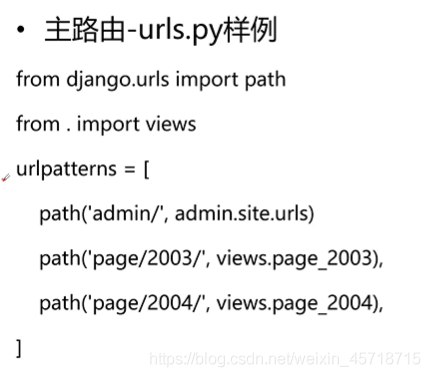 • 主路由-urls.py样例
from django.urls import path
from . import views
urlpatterns = [
path('admin/', admin.site.urls)
path('page/2003/', views.page_2003),
path('page/2004/', views.page_2004),
]
https://blog.csdn.net/weixin_45718715